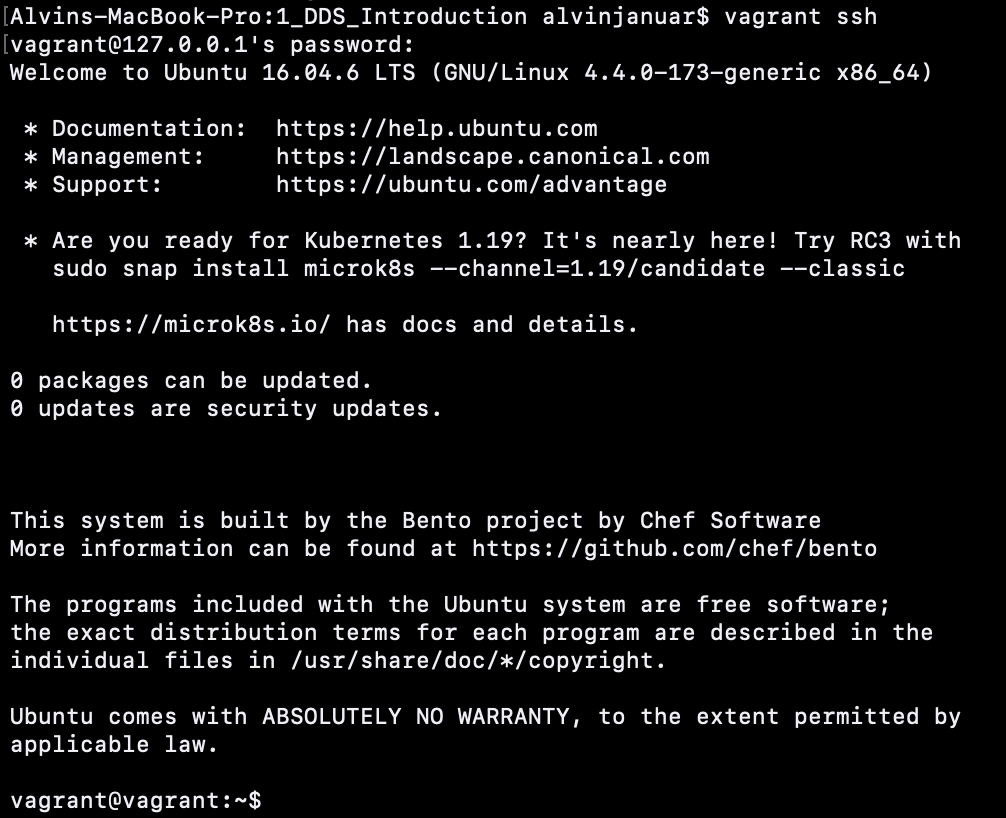 [Alvins-MacBook-Pro:1_DDS_Introduction alvinjanuar$ vagrant ssh
[vagrant@127.0.0.1's password:
Welcome to Ubuntu 16.04.6 LTS (GNU/Linux 4.4.0-173-generic x86_64)
* Documentation: https://help.ubuntu.com
* Management: https://landscape.canonical.com
* Support: https://ubuntu.com/advantage
* Are you ready for Kubernetes 1.19? It's nearly here! Try RC3 with
sudo snap install microk8s --channel=1.19/candidate --classic
https://microk8s.io/ has docs and details.
0 packages can be updated.
0 updates are security updates.
This system is built by the Bento project by Chef Software
More information can be found at https://github.com/chef/bento
The programs included with the Ubuntu system are free software;
the exact distribution terms for each program are described in the
individual files in /usr/share/doc/*/copyright.
Ubuntu comes with ABSOLUTELY NO WARRANTY, to the extent permitted by
applicable law.
vagrant@vagrant:~$